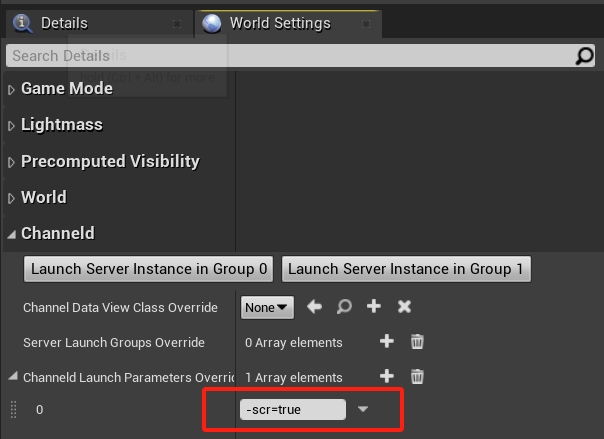 Details
World Settings
Search Details
Game Mode
Lightmass
Precomputed Visibility
World
Channeld
Launch Server Instance in Group 0
Launch Server Instance in Group 1
Channel Data View Class Override
None
Server Launch Groups Override
0 Array elements
Channeld Launch Parameters Overric
1 Array elements
0
-scr=true